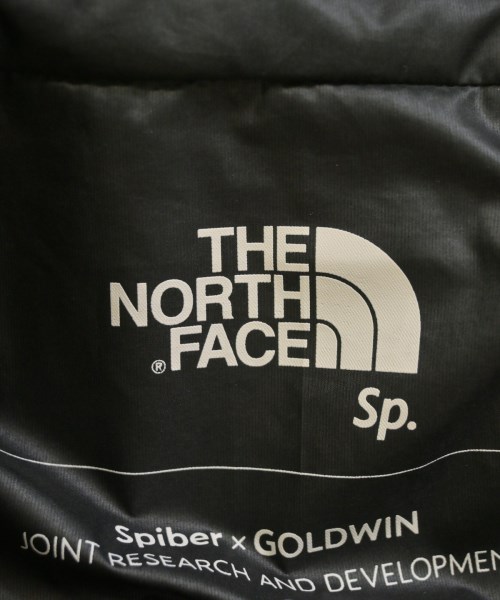 THE
NORTH
® FACE
Sp.
Spiber x GOLDWIN
JOINT RESEARCH AND DEVELOPMEN